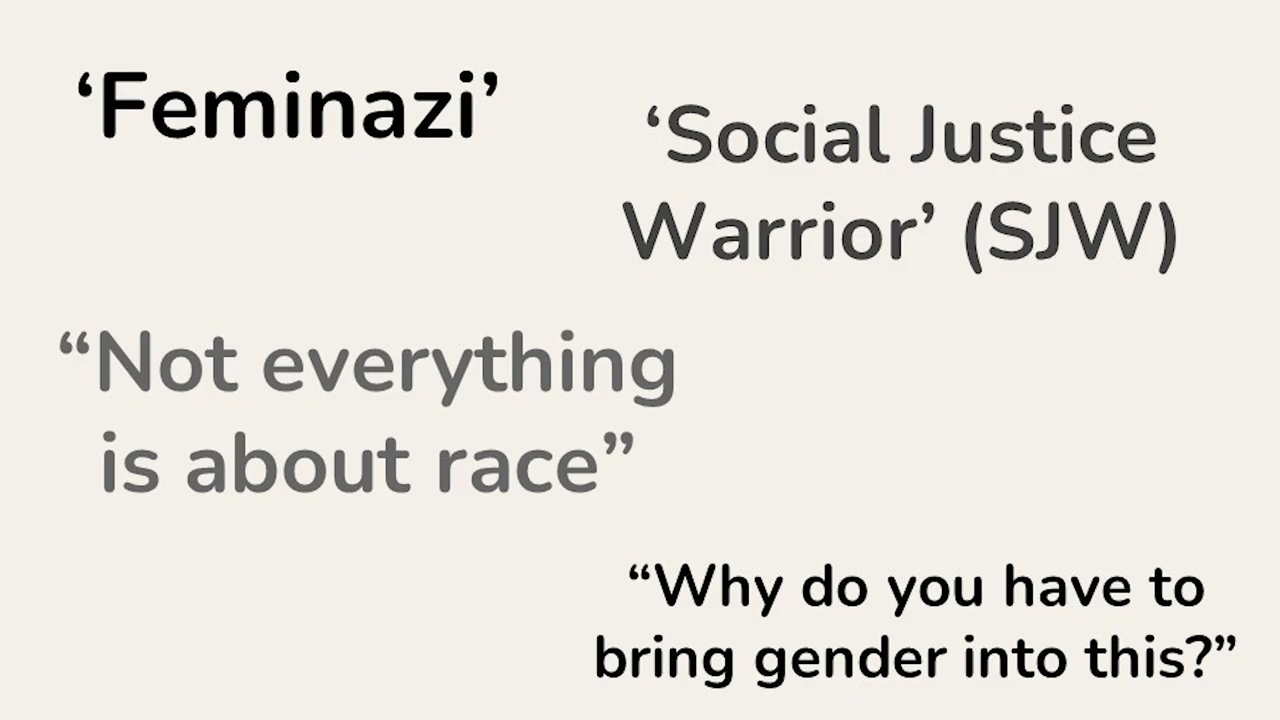 ‘Feminazi’
‘Social Justice
Warrior’ (SJW)
“Not everything
is about race”
“Why do you have to
bring gender into this?”